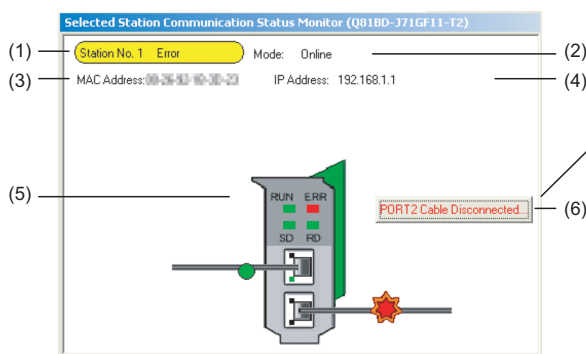 Selected Station Communication Status Monitor (Q81BD-J71GF11-T2)
(1) Station No. 1 Error Mode: Online (2)
(3) MAC Address: IP Address: 192.168.1.1 (4)
(5) RUN ERR
PORT2 Cable Disconnected... (6)
SD RD